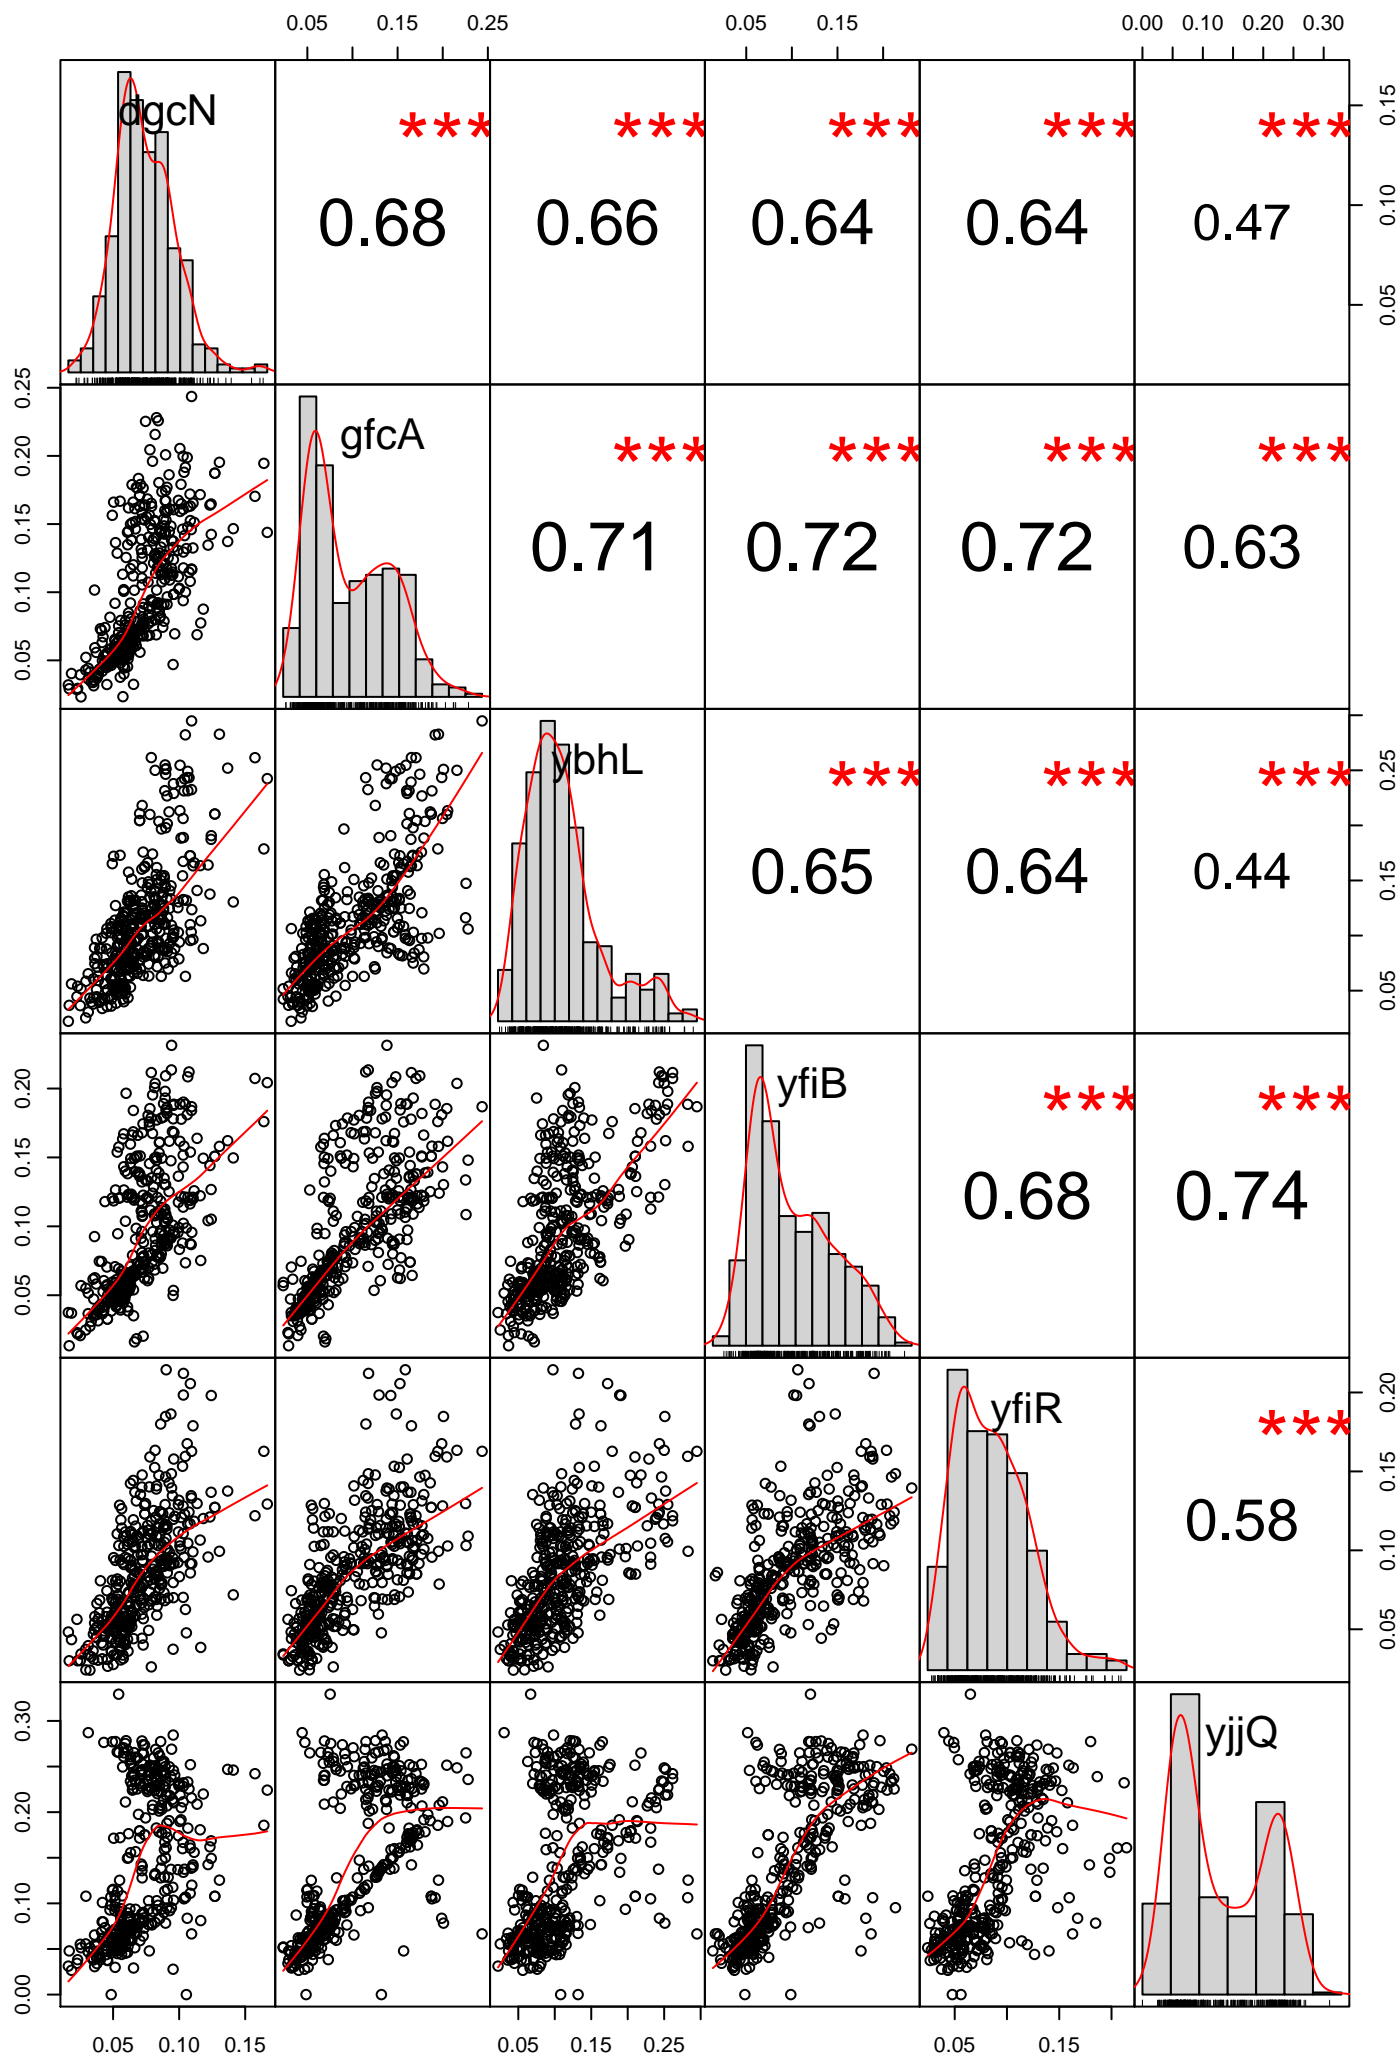 0.05 0.15 0.25 0.05 0.15 0.00 0.10 0.20 0.30
dgcN *** *** *** *** ***
0.68 0.66 0.64 0.64 0.47
0.05 0.10 0.15
gfcA *** *** *** ***
0.71 0.72 0.72 0.63
0.05 0.10 0.15 0.20 0.25
ybhL *** *** ***
0.65 0.64 0.44
0.05 0.15 0.25
yfiB *** ***
0.68 0.74
0.05 0.10 0.15 0.20
yfiR ***
0.58
0.05 0.10 0.15 0.20
yjjQ
0.00 0.10 0.20 0.30
0.05 0.10 0.15 0.05 0.15 0.25 0.05 0.15